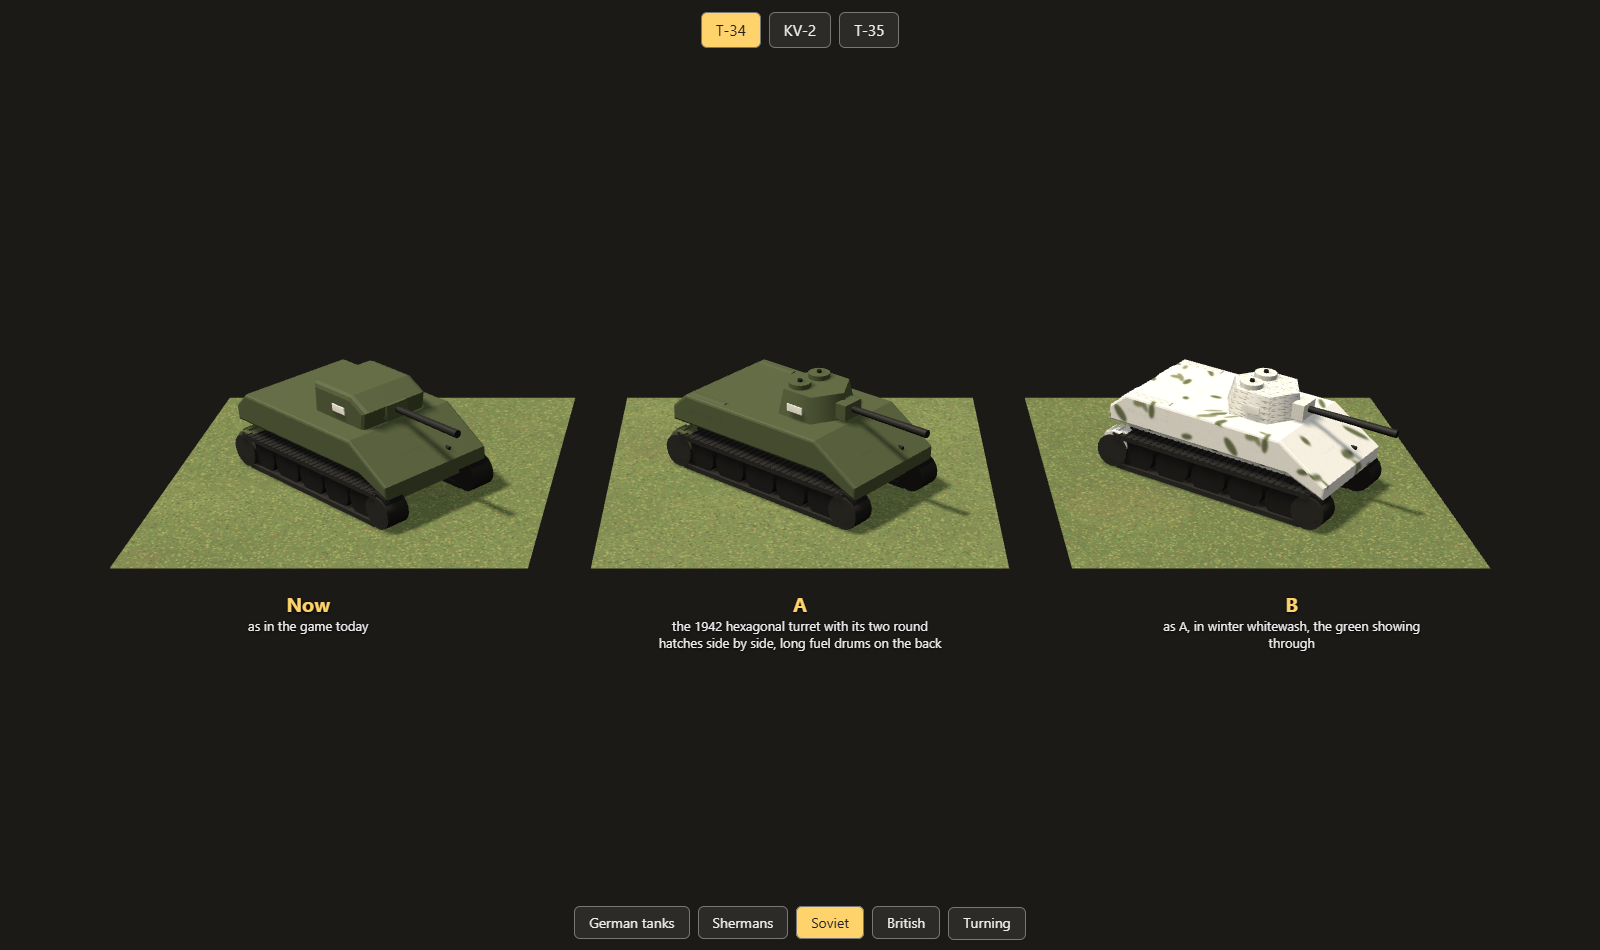 T-34 KV-2 T-35
Now
as in the game today
A
the 1942 hexagonal turret with its two round
hatches side by side, long fuel drums on the back
B
as A, in winter whitewash, the green showing
through
German tanks Shermans Soviet British Turning